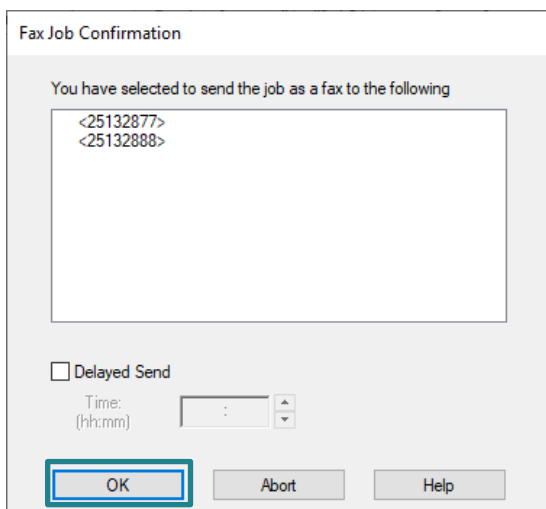 Fax Job Confirmation
You have selected to send the job as a fax to the following
<25132877>
<25132888>
Delayed Send
Time:
(hh:mm)
:
OK Abort Help